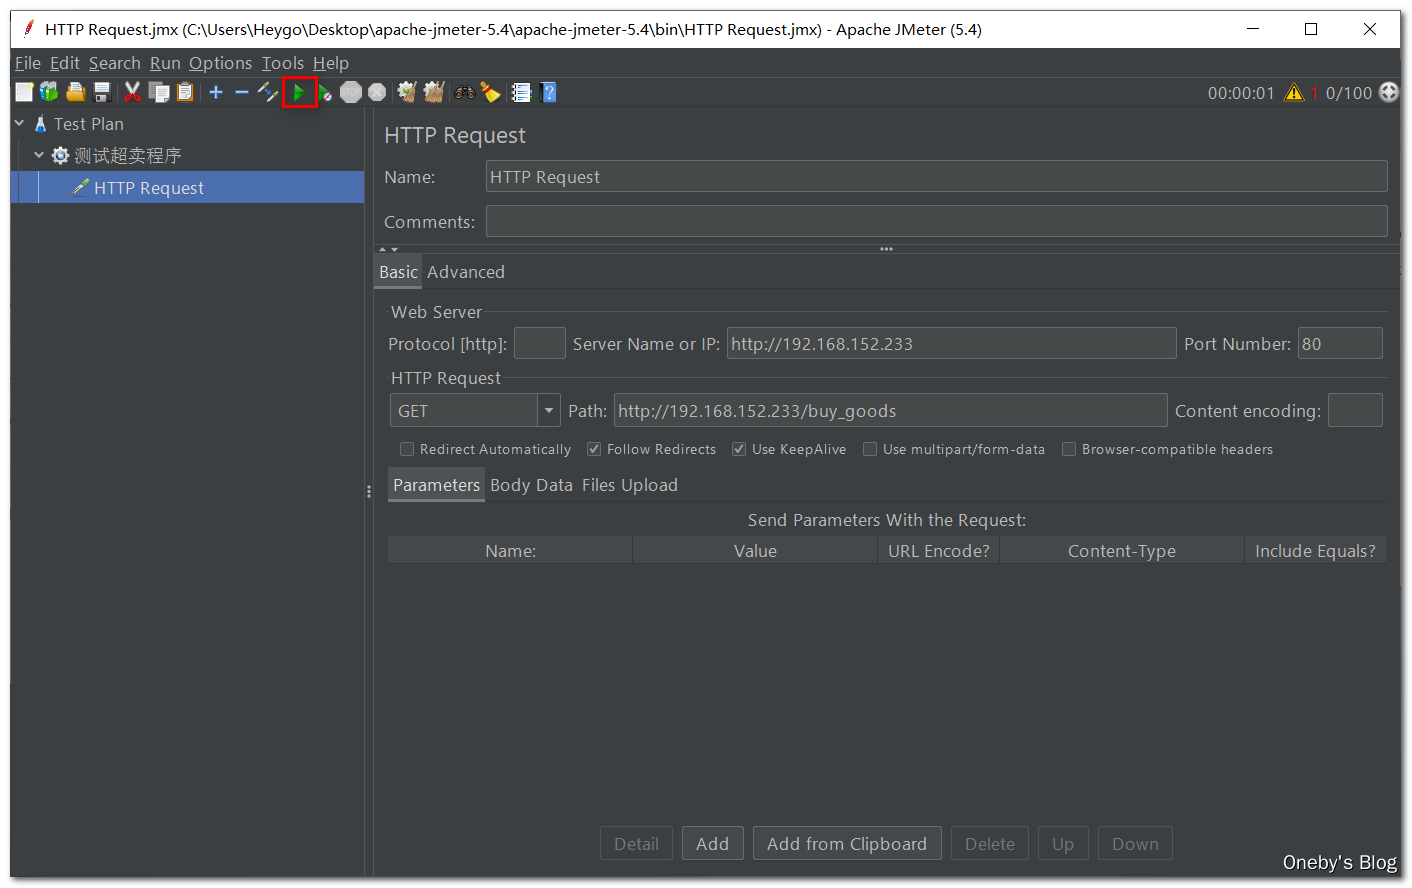 HTTP Request.jmx (C:\Users\Heygo\Desktop\apache-jmeter-5.4\apache-jmeter-5.4\bin\HTTP Request.jmx) - Apache JMeter (5.4)
File Edit Search Run Options Tools Help
00:00:01 1 0/100
Test Plan
测试超卖程序
HTTP Request
HTTP Request
Name: HTTP Request
Comments:
Basic Advanced
Web Server
Protocol [http]: Server Name or IP: http://192.168.152.233 Port Number: 80
HTTP Request
GET Path: http://192.168.152.233/buy_goods Content encoding:
Redirect Automatically Follow Redirects Use KeepAlive Use multipart/form-data Browser-compatible headers
Parameters Body Data Files Upload
Send Parameters With the Request:
Name: Value URL Encode? Content-Type Include Equals?
Detail Add Add from Clipboard Delete Up Down
Oneby's Blog